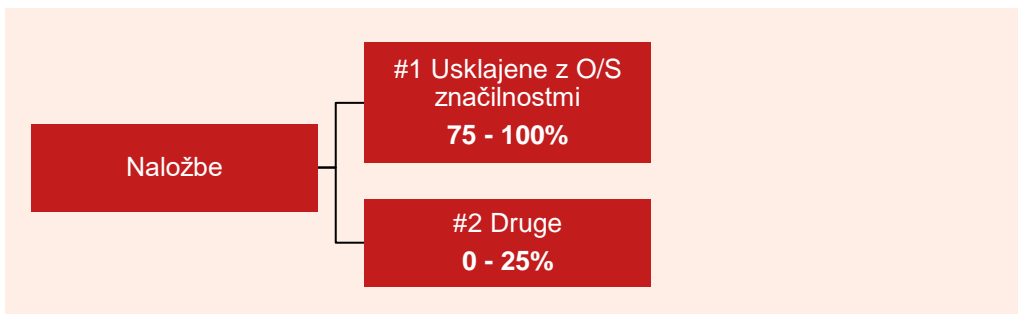 #1 Usklajene z O/S
značilnostmi
75 - 100%
Naložbe
#2 Druge
0 - 25%